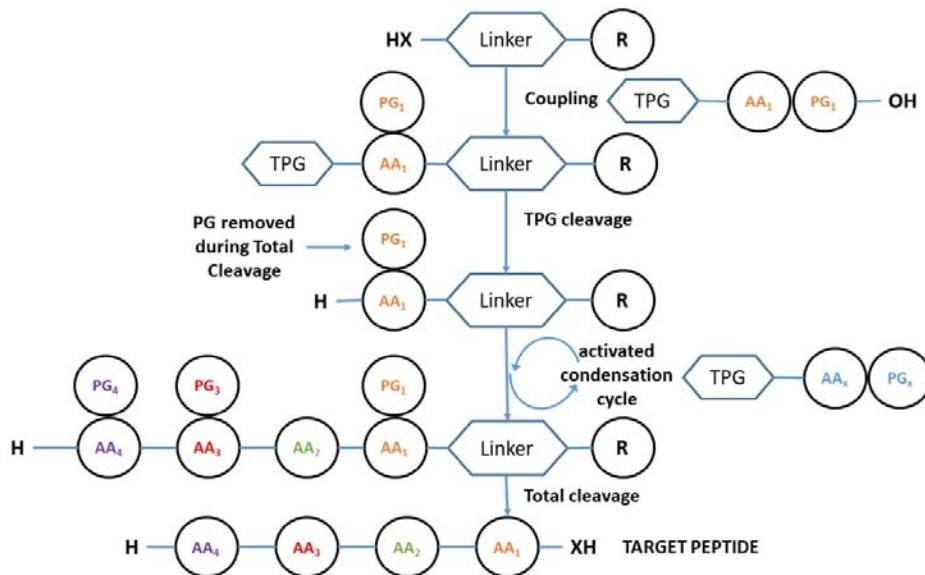 HX Linker R
Coupling TPG AA₁ PG₁ OH
PG₁
TPG AA₁ Linker R
TPG cleavage
PG removed
during Total
Cleavage
PG₁
H AA₁ Linker R
activated
condensation
cycle
TPG AAₓ PGₓ
PG₄ PG₃ PG₁
H AA₄ AA₃ AA₂ AA₁ Linker R
Total cleavage
H AA₄ AA₃ AA₂ AA₁ XH TARGET PEPTIDE